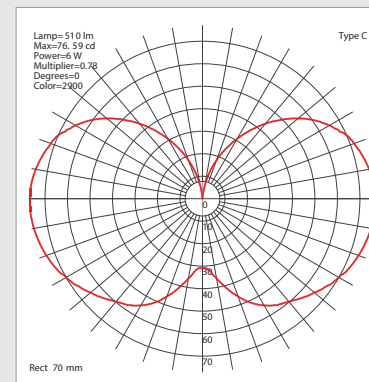 Lamp=510 lm
Type C
Max=76. 59 cd
Power=6 W
Multiplier=0.78
Degrees=0
Color=2900
0
10
20
30
40
50
60
70
Rect 70 mm